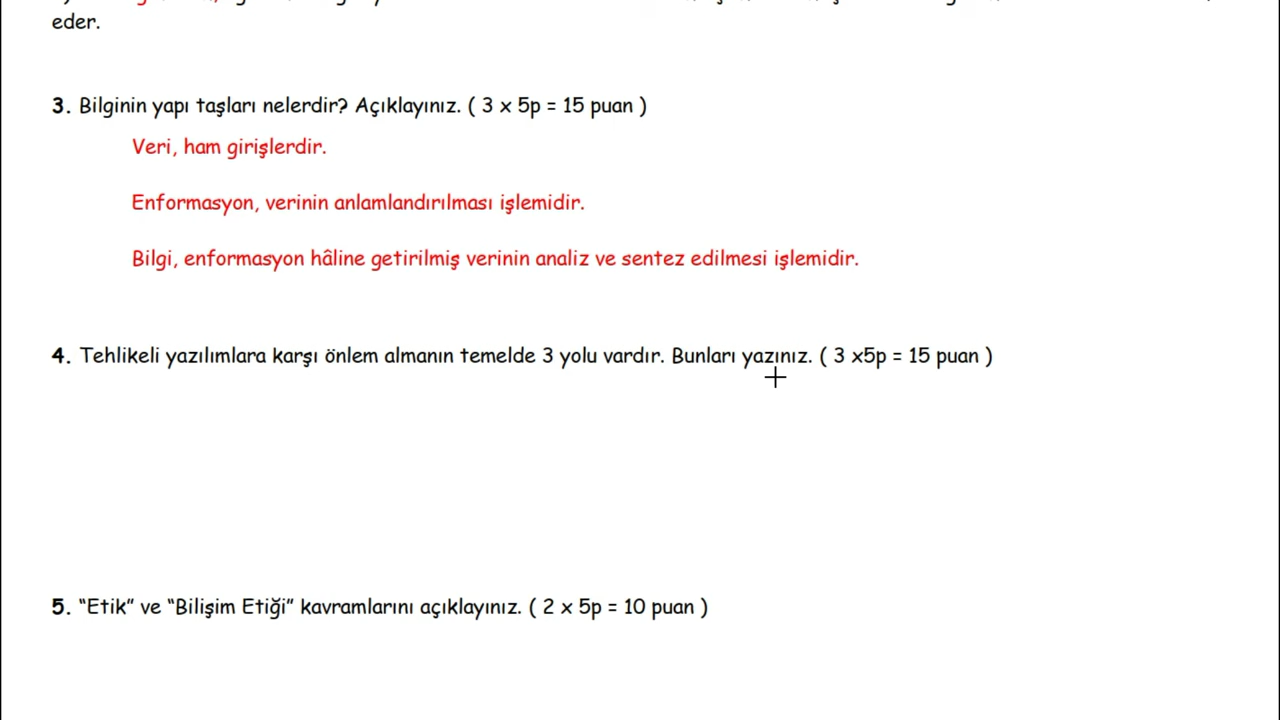 eder.
3. Bilginin yapı taşları nelerdir? Açıklayınız. ( 3 x 5p = 15 puan )
Veri, ham girişlerdir.
Enformasyon, verinin anlamlandırılması işlemidir.
Bilgi, enformasyon hâline getirilmiş verinin analiz ve sentez edilmesi işlemidir.
4. Tehlikeli yazılımlara karşı önlem almanın temelde 3 yolu vardır. Bunları yazınız. ( 3 x5p = 15 puan )
5. “Etik” ve “Bilişim Etiği” kavramlarını açıklayınız. ( 2 x 5p = 10 puan )